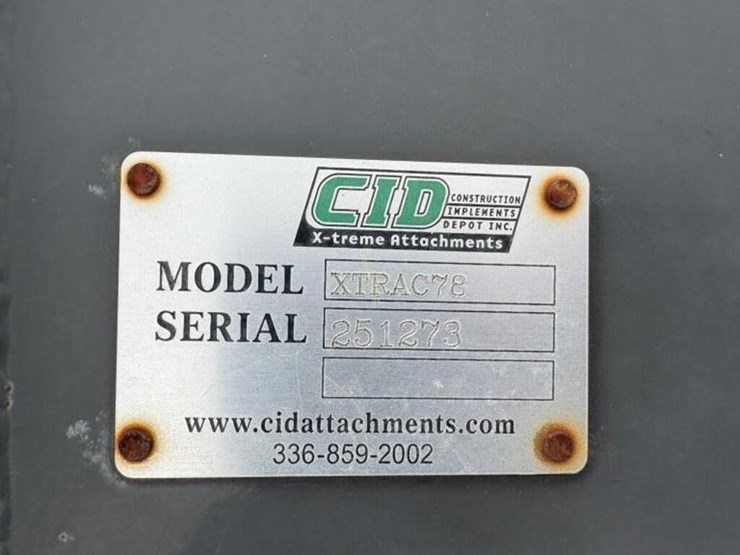 CID CONSTRUCTION
IMPLEMENTS
DEPOT INC.
X-treme Attachments
MODEL XTRAC78
SERIAL 251273
www.cidattachments.com
336-859-2002